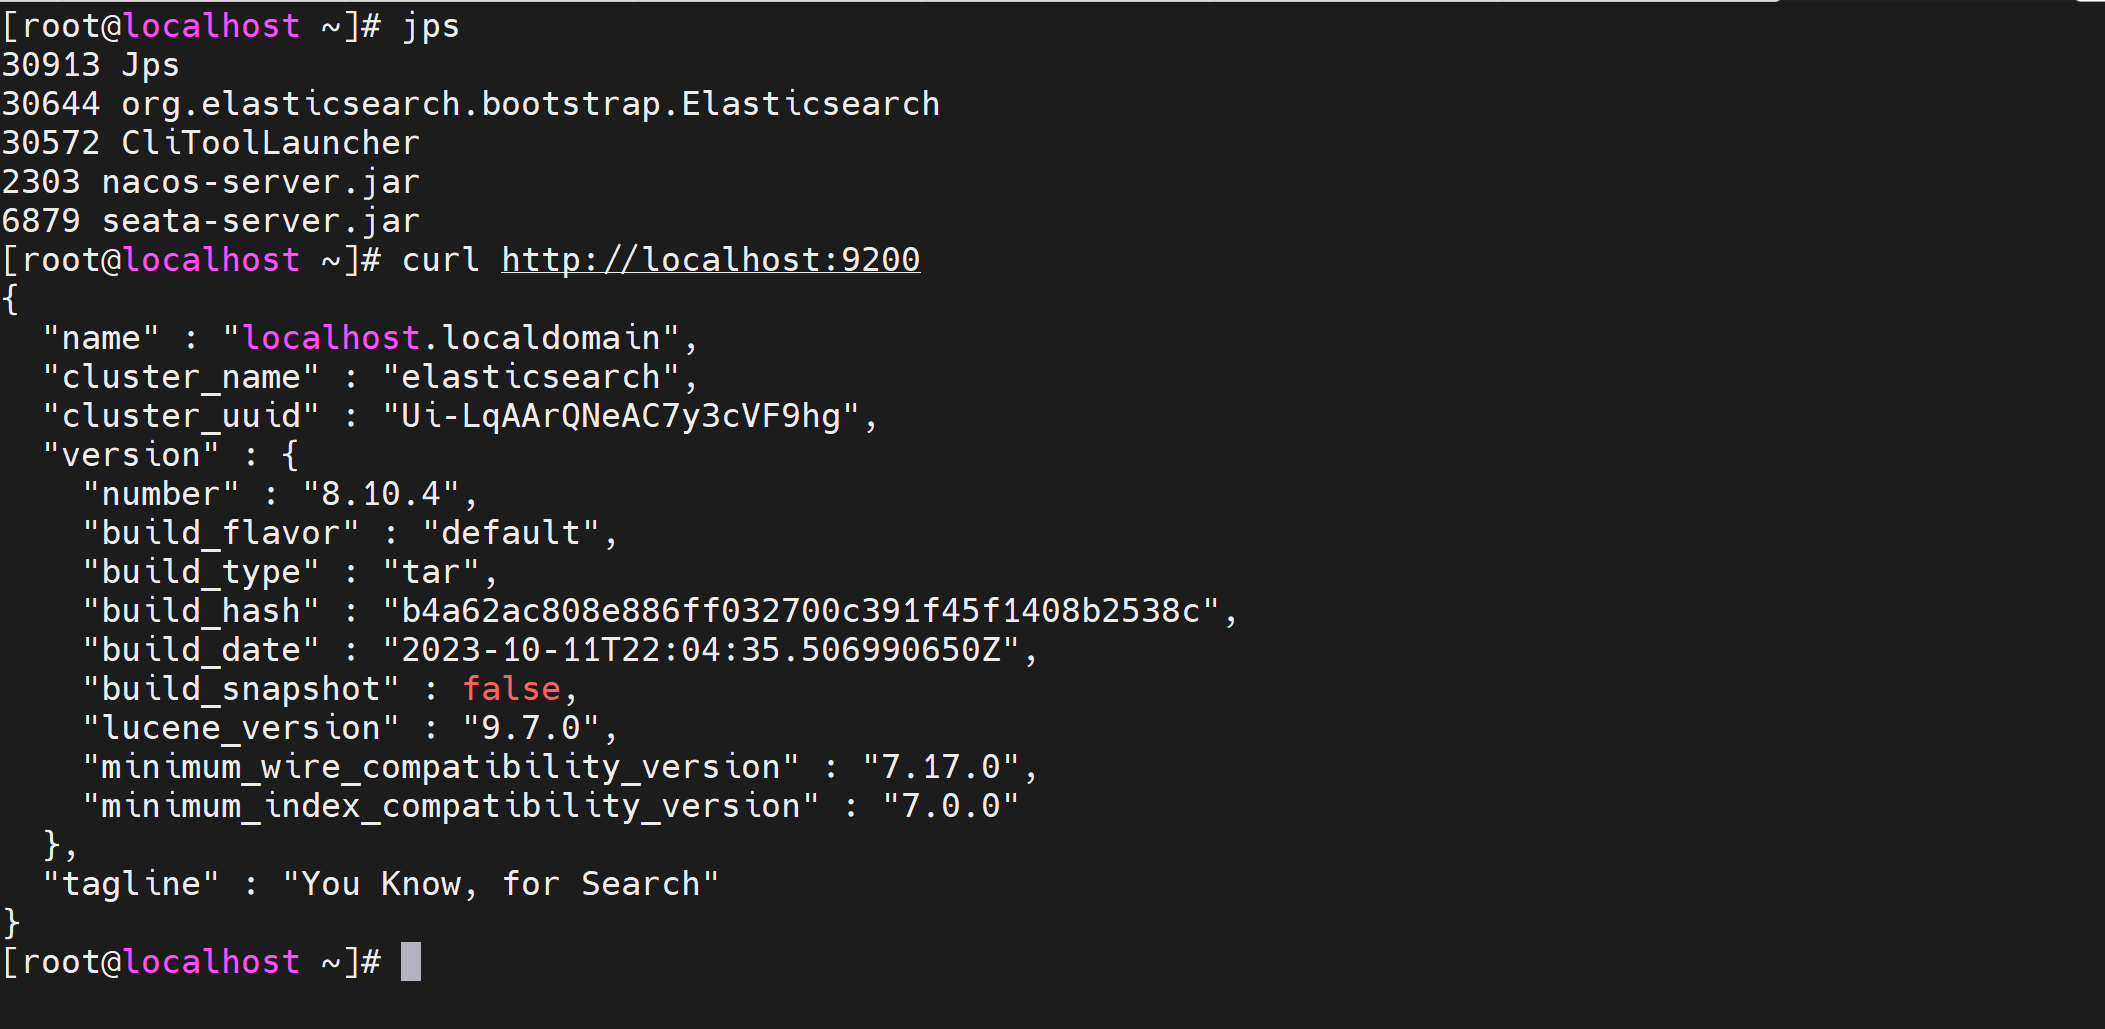 [root@localhost ~]# jps
30913 Jps
30644 org.elasticsearch.bootstrap.Elasticsearch
30572 CliToolLauncher
2303 nacos-server.jar
6879 seata-server.jar
[root@localhost ~]# curl http://localhost:9200
{
  "name" : "localhost.localdomain",
  "cluster_name" : "elasticsearch",
  "cluster_uuid" : "Ui-LqAArQNeAC7y3cVF9hg",
  "version" : {
    "number" : "8.10.4",
    "build_flavor" : "default",
    "build_type" : "tar",
    "build_hash" : "b4a62ac808e886ff032700c391f45f1408b2538c",
    "build_date" : "2023-10-11T22:04:35.506990650Z",
    "build_snapshot" : false,
    "lucene_version" : "9.7.0",
    "minimum_wire_compatibility_version" : "7.17.0",
    "minimum_index_compatibility_version" : "7.0.0"
  },
  "tagline" : "You Know, for Search"
}
[root@localhost ~]#